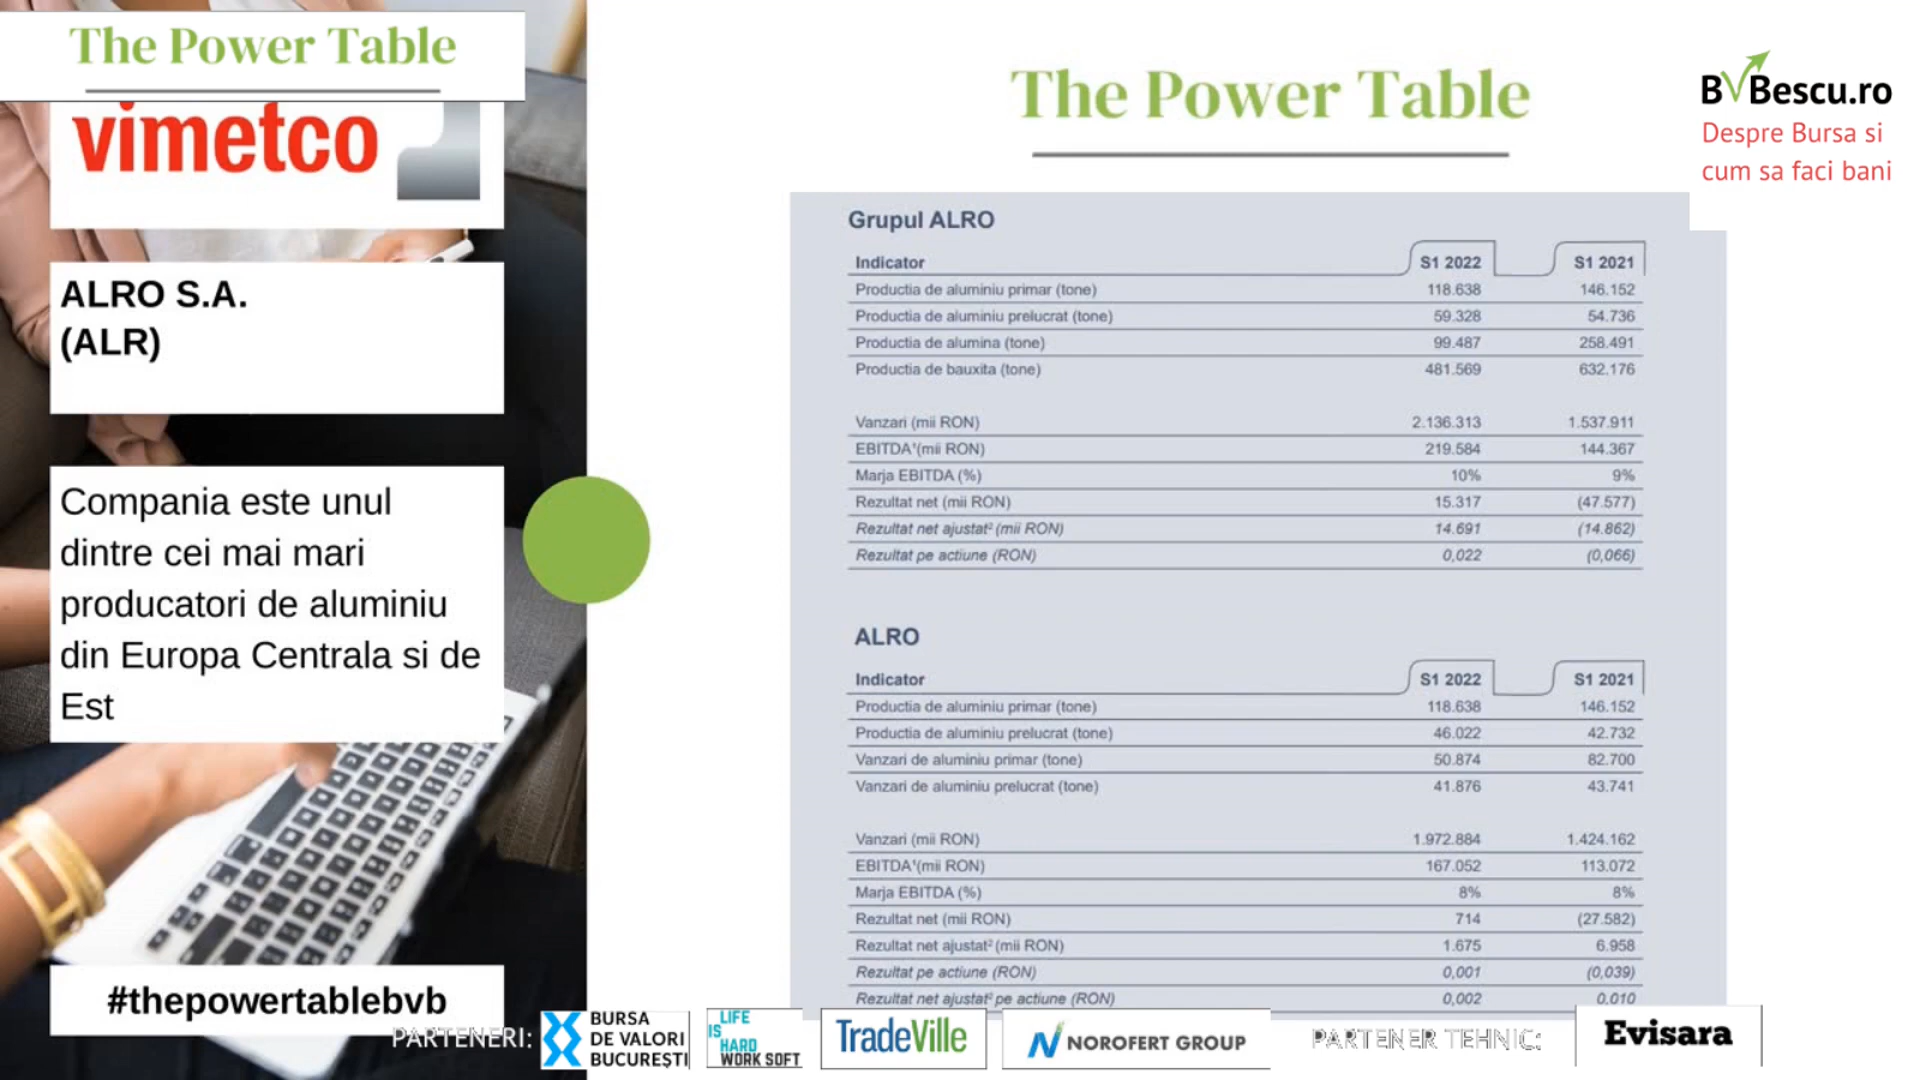 The Power Table
vimetco
ALRO S.A.
(ALR)
Compania este unul
dintre cei mai mari
producatori de aluminiu
din Europa Centrala si de
Est
#thepowertablebvb
The Power Table
BVBescu.ro
Despre Bursa si
cum sa faci bani
Grupul ALRO
Indicator S1 2022 S1 2021
Productia de aluminiu primar (tone) 118.638 146.152
Productia de aluminiu prelucrat (tone) 59.328 54.736
Productia de alumina (tone) 99.487 258.491
Productia de bauxita (tone) 481.569 632.176
Vanzari (mii RON) 2.136.313 1.537.911
EBITDA¹(mii RON) 219.584 144.367
Marja EBITDA (%) 10% 9%
Rezultat net (mii RON) 15.317 (47.577)
Rezultat net ajustat² (mii RON) 14.691 (14.862)
Rezultat pe actiune (RON) 0,022 (0,066)
ALRO
Indicator S1 2022 S1 2021
Productia de aluminiu primar (tone) 118.638 146.152
Productia de aluminiu prelucrat (tone) 46.022 42.732
Vanzari de aluminiu primar (tone) 50.874 82.700
Vanzari de aluminiu prelucrat (tone) 41.876 43.741
Vanzari (mii RON) 1.972.884 1.424.162
EBITDA¹(mii RON) 167.052 113.072
Marja EBITDA (%) 8% 8%
Rezultat net (mii RON) 714 (27.582)
Rezultat net ajustat² (mii RON) 1.675 6.958
Rezultat pe actiune (RON) 0,001 (0,039)
Rezultat net ajustat² pe actiune (RON) 0,002 0,010
PARTENERI:
BURSA
DE VALORI
BUCUREȘTI
LIFE
IS
HARD
WORK SOFT
TradeVille
NOROFERT GROUP
PARTENER TEHNIC:
Evisara